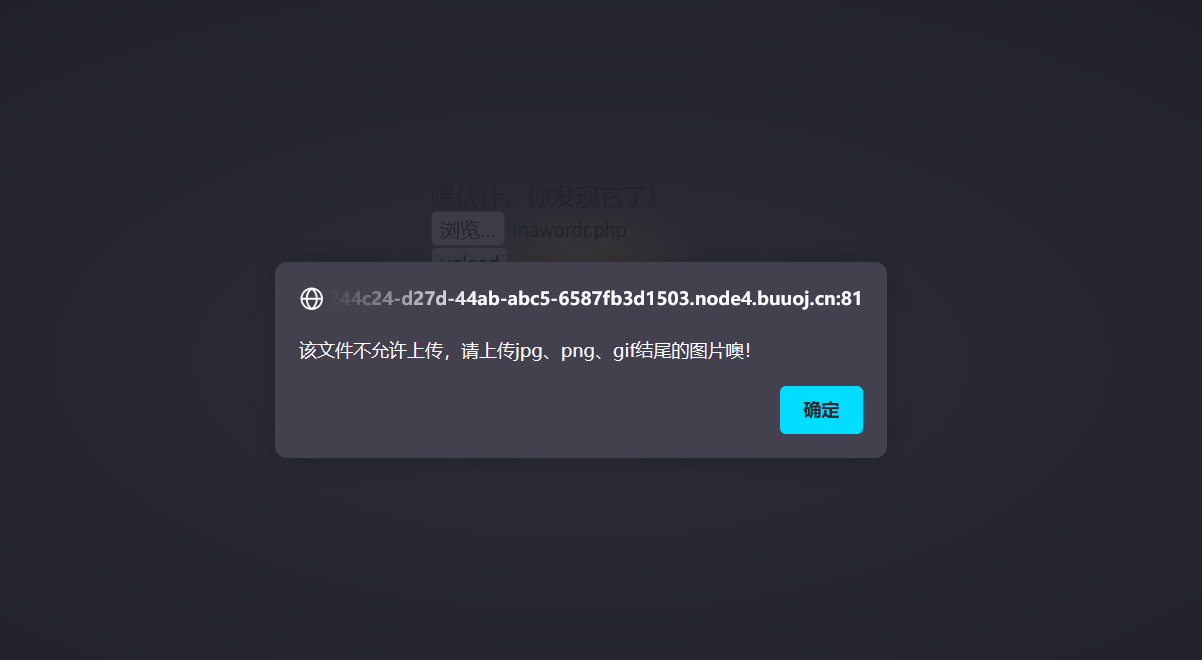 嘿伙计，你发现它了！
浏览... inawordr.php
upload
244c24-d27d-44ab-abc5-6587fb3d1503.node4.buuoj.cn:81
该文件不允许上传，请上传jpg、png、gif结尾的图片噢！
确定